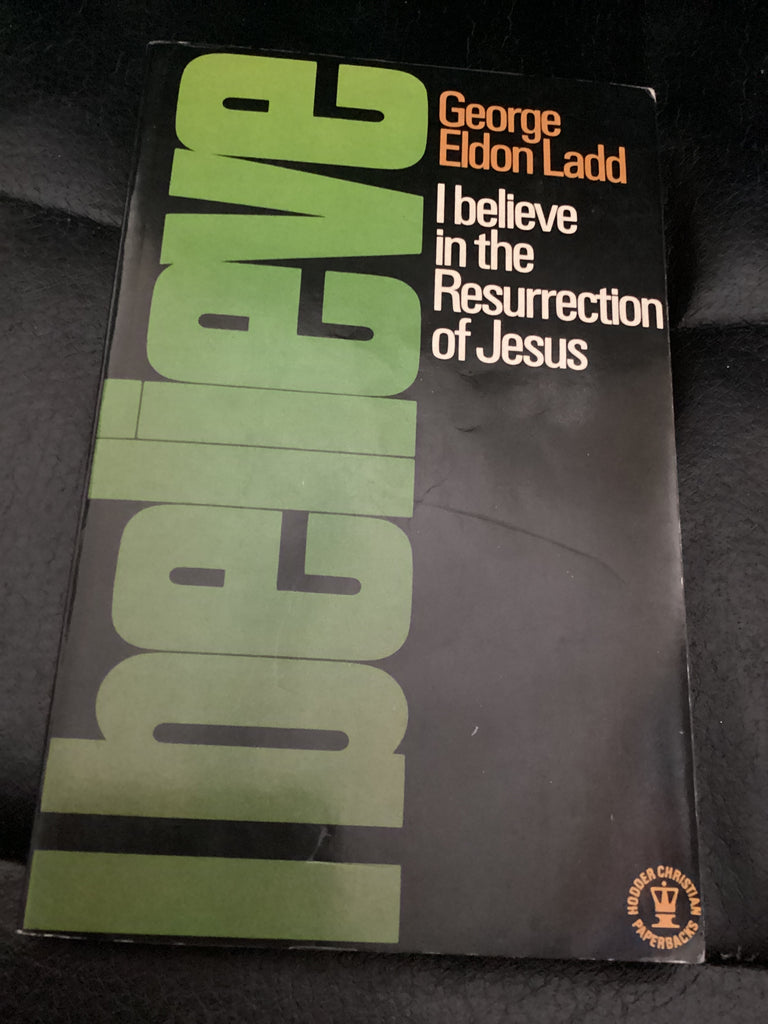 I believe
George
Eldon Ladd
I believe
in the
Resurrection
of Jesus
HODDER CHRISTIAN
PAPERBACKS